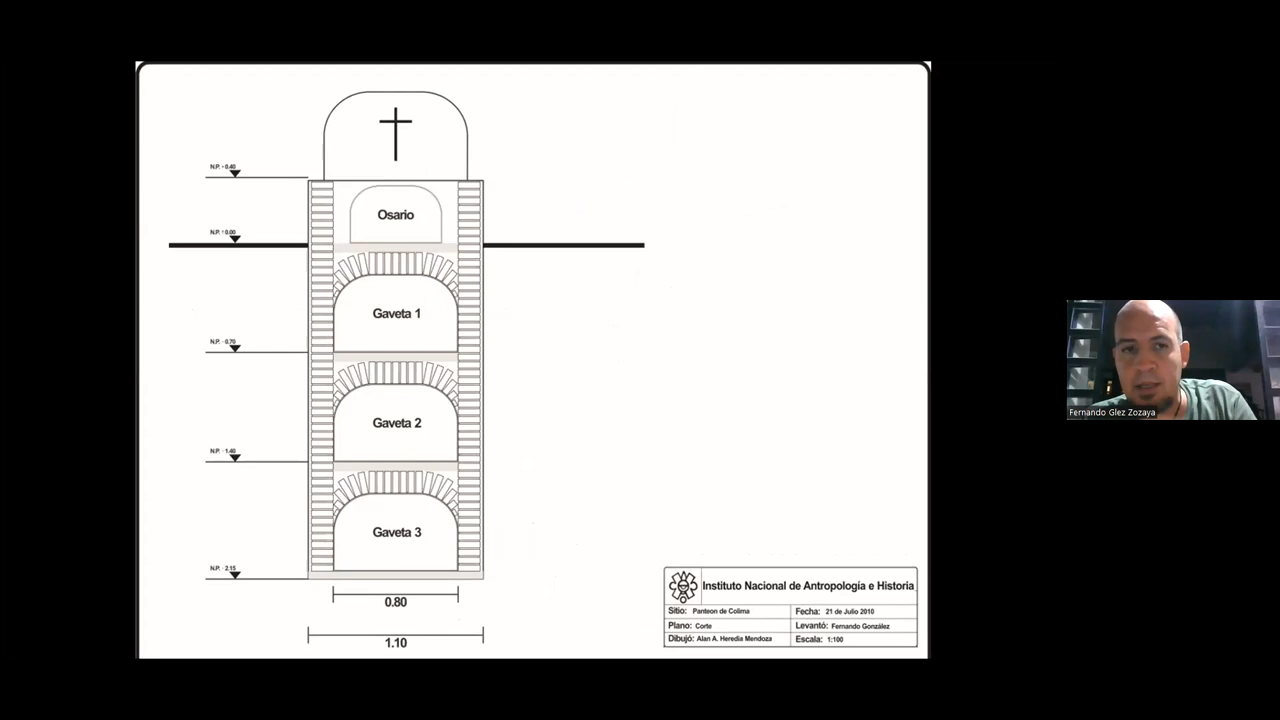 N.P. + 0.40
Osario
N.P. ± 0.00
Gaveta 1
N.P. - 0.70
Gaveta 2
N.P. - 1.40
Gaveta 3
N.P. - 2.15
0.80
1.10
Instituto Nacional de Antropología e Historia
Sitio: Panteon de Colima Fecha: 21 de Julio 2010
Plano: Corte Levantó: Fernando González
Dibujó: Alan A. Heredia Mendoza Escala: 1:100
Fernando Glez Zozaya